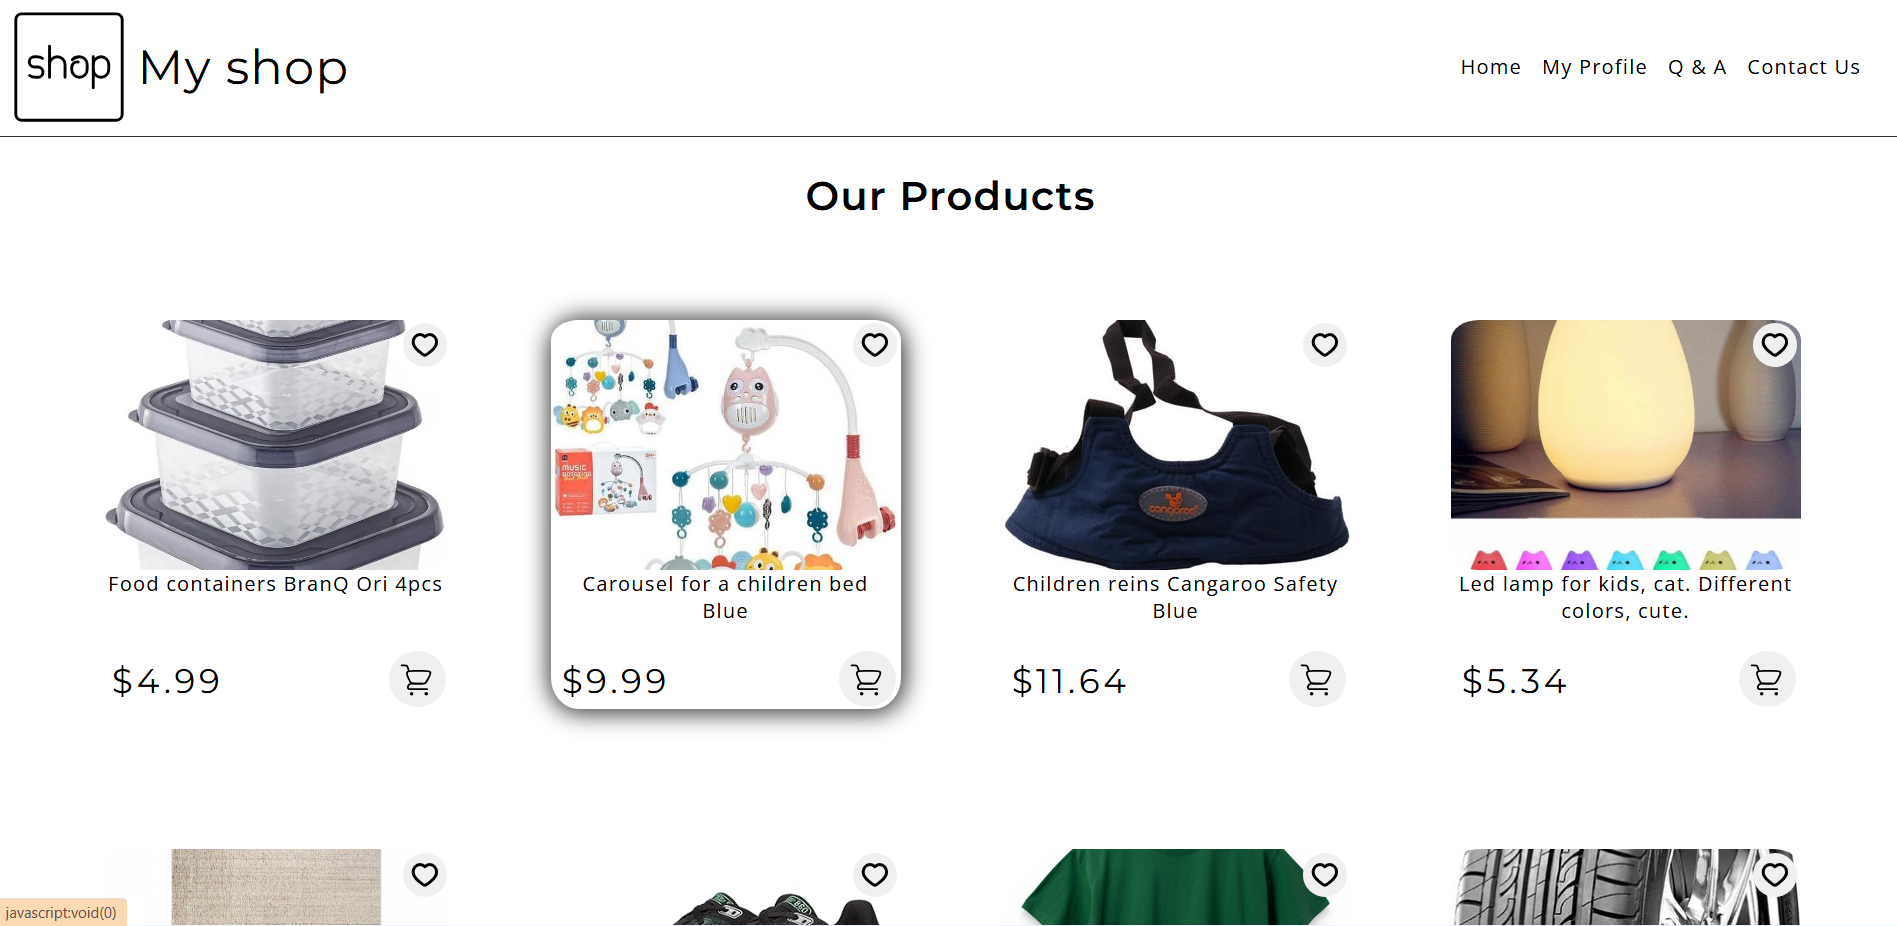 shop
My shop
Home My Profile Q & A Contact Us
Our Products
MUSIC
cangaroo
Food containers BranQ Ori 4pcs
Carousel for a children bed
Blue
Children reins Cangaroo Safety
Blue
Led lamp for kids, cat. Different
colors, cute.
$4.99
$9.99
$11.64
$5.34
javascript:void(0)